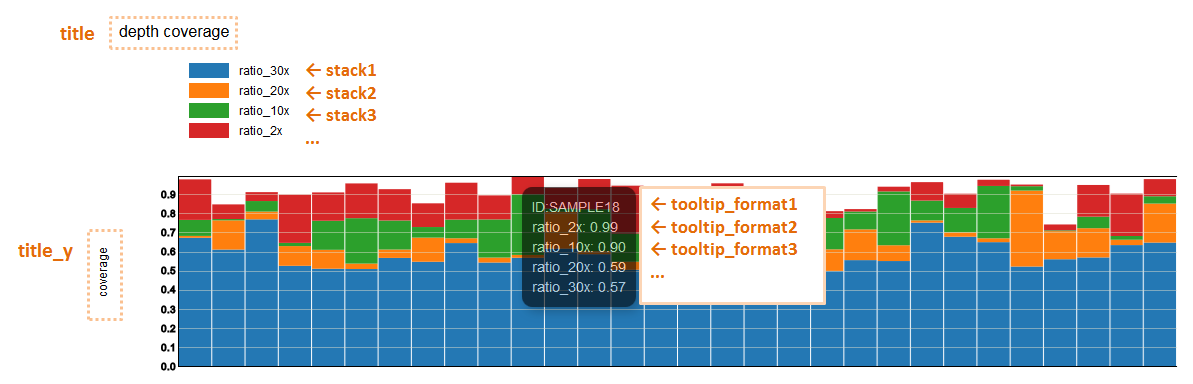 title
depth coverage
ratio_30x
← stack1
ratio_20x
← stack2
ratio_10x
← stack3
ratio_2x
...
0.9
0.8
0.7
0.6
0.5
0.4
0.3
0.2
0.1
0.0
title_y
coverage
ID:SAMPLE18
← tooltip_format1
ratio_2x: 0.99
← tooltip_format2
ratio_10x: 0.90
← tooltip_format3
ratio_20x: 0.59
...
ratio_30x: 0.57